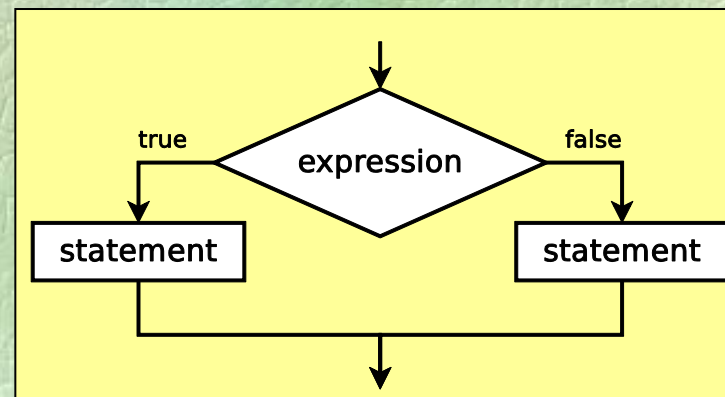 true
false
expression
statement
statement